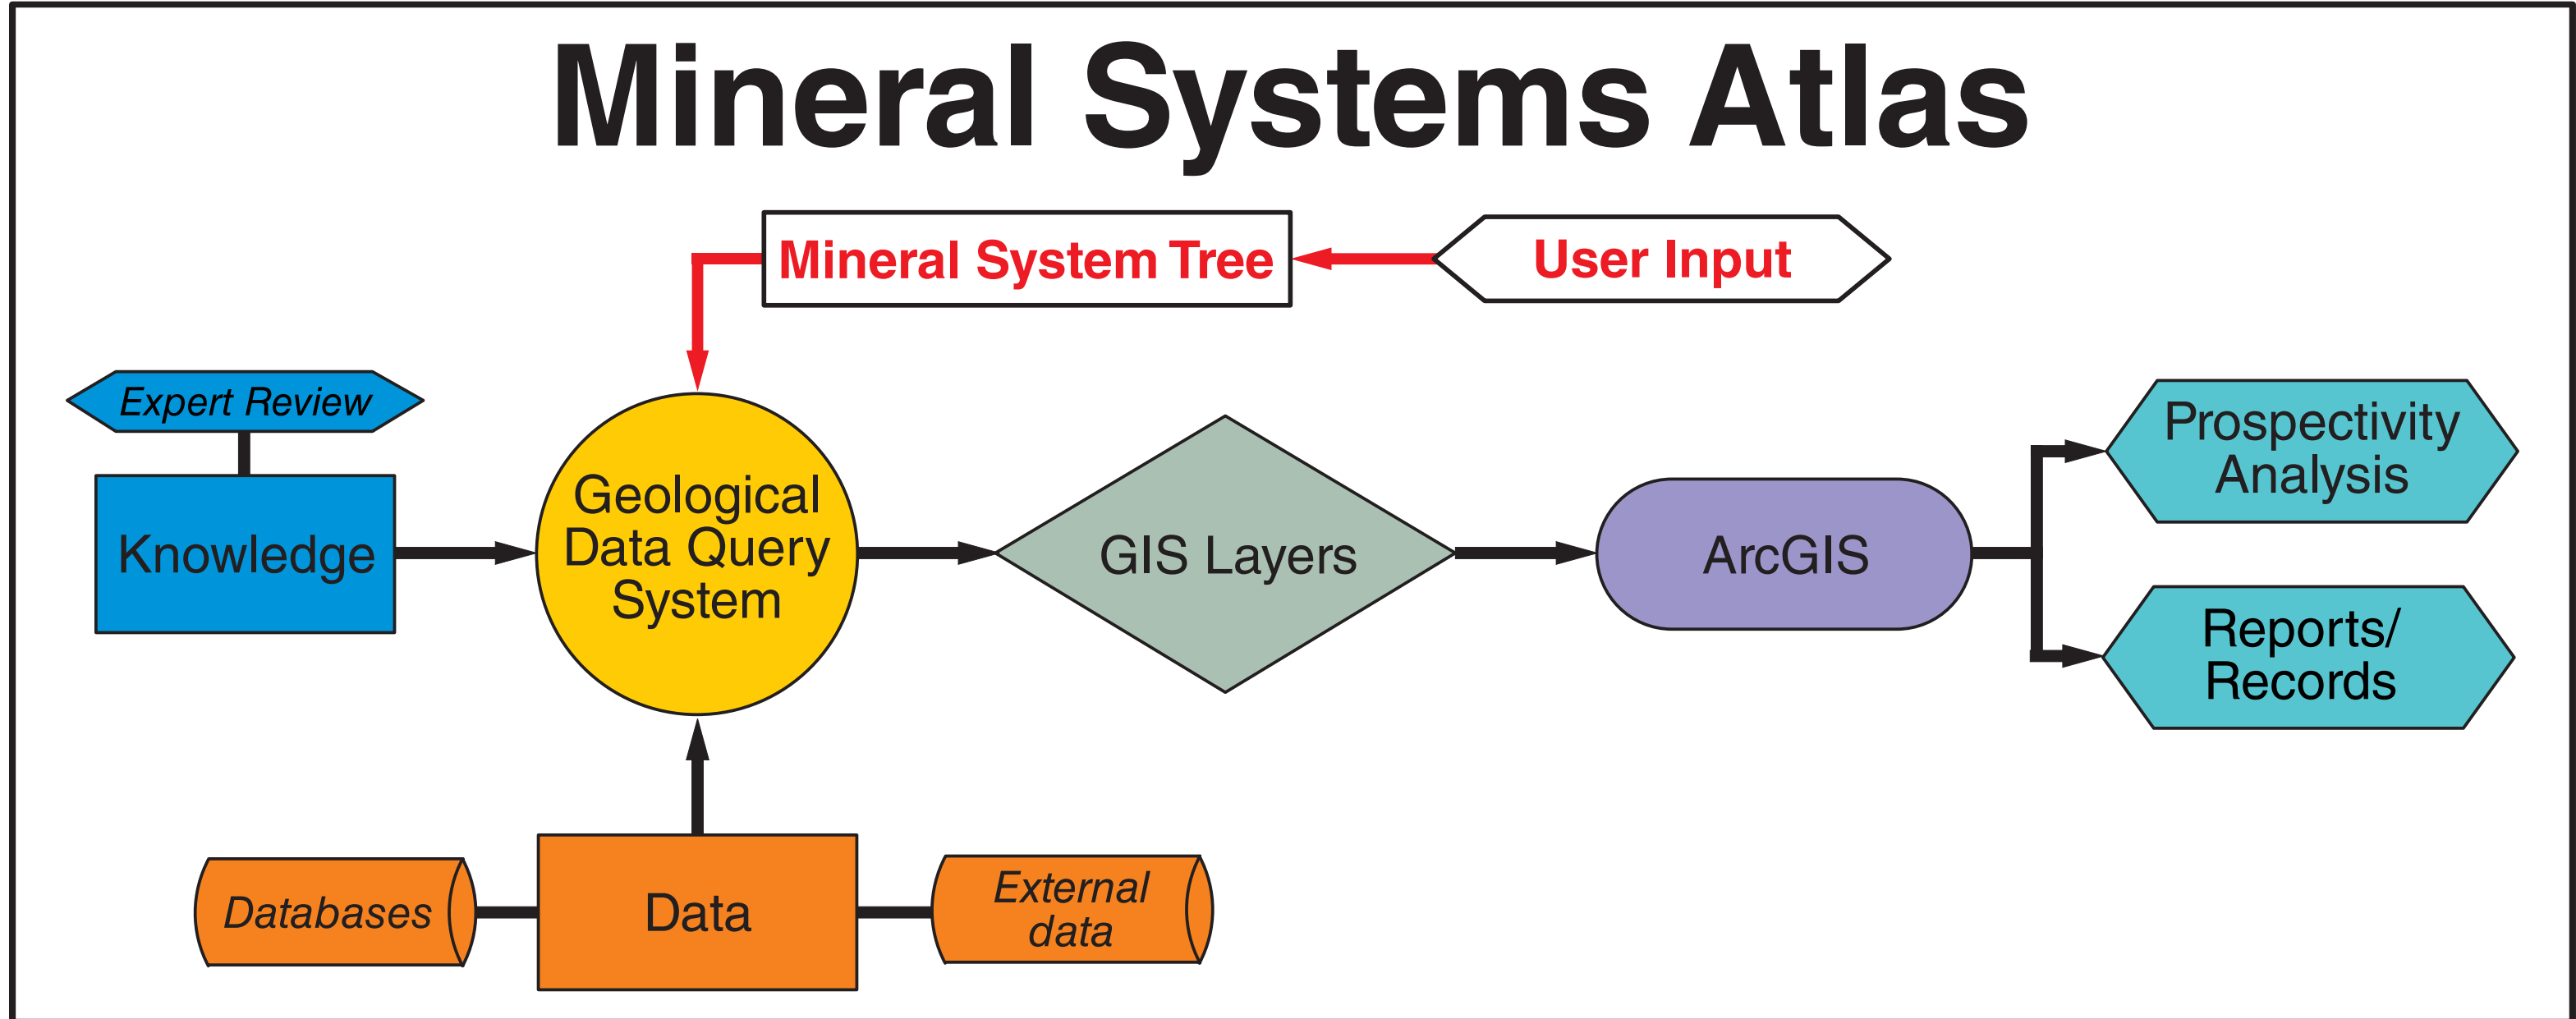 Mineral Systems Atlas
Mineral System Tree
User Input
Expert Review
Knowledge
Geological
Data Query
System
GIS Layers
ArcGIS
Prospectivity
Analysis
Reports/
Records
Databases
Data
External
data